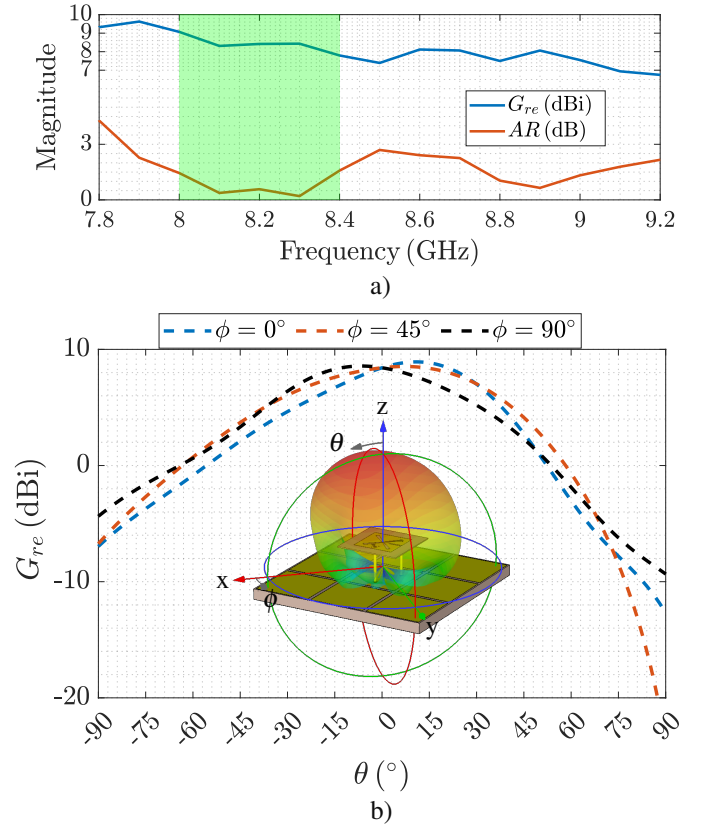 10
9
8
7
3
0
Magnitude
G_re (dBi)
AR (dB)
7.8 8 8.2 8.4 8.6 8.8 9 9.2
Frequency (GHz)
a)
ϕ = 0° ϕ = 45° ϕ = 90°
10
0
-10
-20
G_re (dBi)
z
θ
x
ϕ
y
-90 -75 -60 -45 -30 -15 0 15 30 45 60 75 90
θ (°)
b)